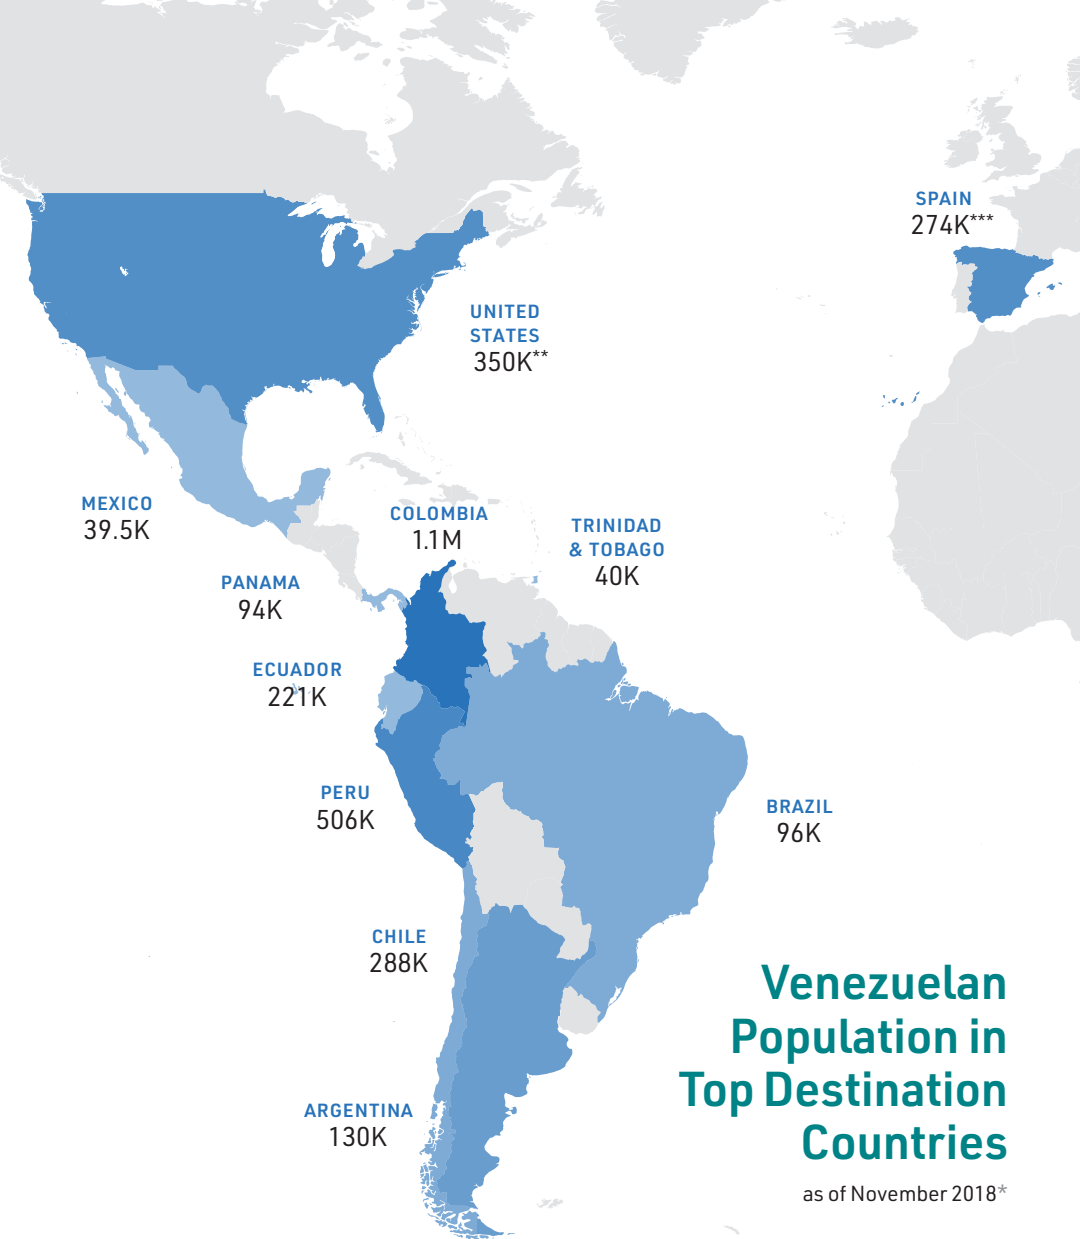 SPAIN
274K***
UNITED
STATES
350K**
MEXICO
39.5K
COLOMBIA
1.1M
TRINIDAD
& TOBAGO
40K
PANAMA
94K
ECUADOR
221K
PERU
506K
BRAZIL
96K
CHILE
288K
ARGENTINA
130K
Venezuelan
Population in
Top Destination
Countries
as of November 2018*